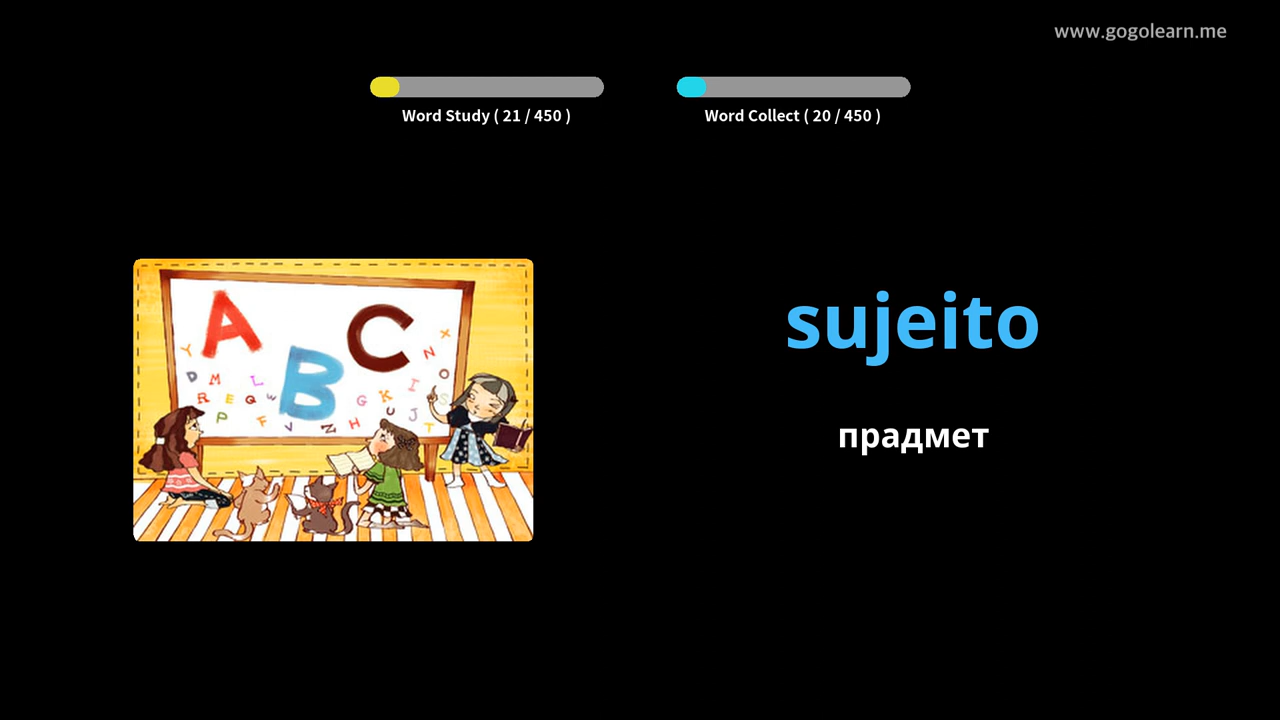 www.gogolearn.me
Word Study ( 21 / 450 )
Word Collect ( 20 / 450 )
A
B
C
Y
X
N
D M L
O
I
R E Q W
G K
S
P
U J
F
V Z H
T
sujeito
прадмет